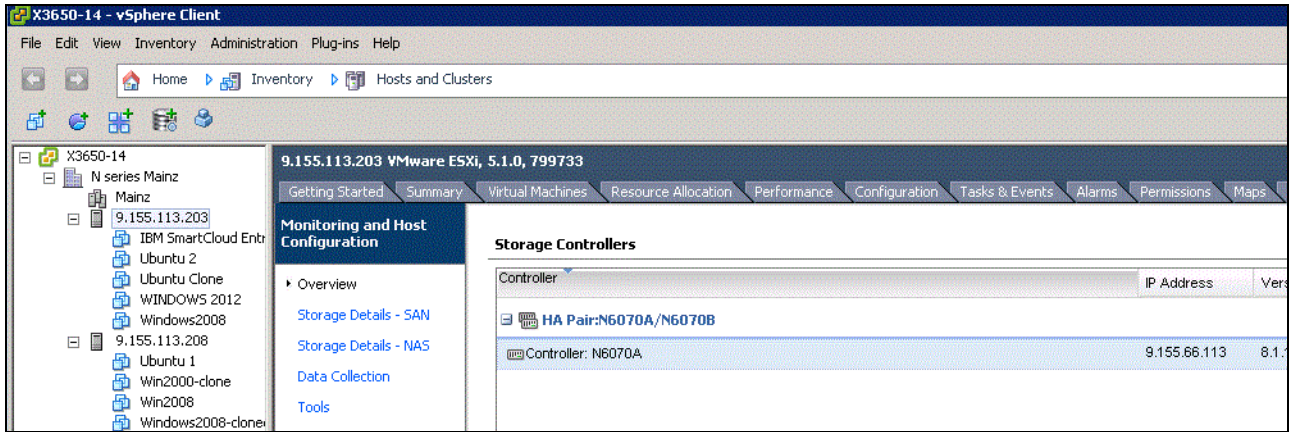 X3650-14 - vSphere Client
File Edit View Inventory Administration Plug-ins Help
Home Inventory Hosts and Clusters
X3650-14
N series Mainz
Mainz
9.155.113.203
IBM SmartCloud Entr
Ubuntu 2
Ubuntu Clone
WINDOWS 2012
Windows2008
9.155.113.208
Ubuntu 1
Win2000-clone
Win2008
Windows2008-clone
9.155.113.203 VMware ESXi, 5.1.0, 799733
Getting Started Summary Virtual Machines Resource Allocation Performance Configuration Tasks & Events Alarms Permissions Maps
Monitoring and Host
Configuration
Overview
Storage Details - SAN
Storage Details - NAS
Data Collection
Tools
Storage Controllers
Controller IP Address Vers
HA Pair:N6070A/N6070B
Controller: N6070A 9.155.66.113 8.1.